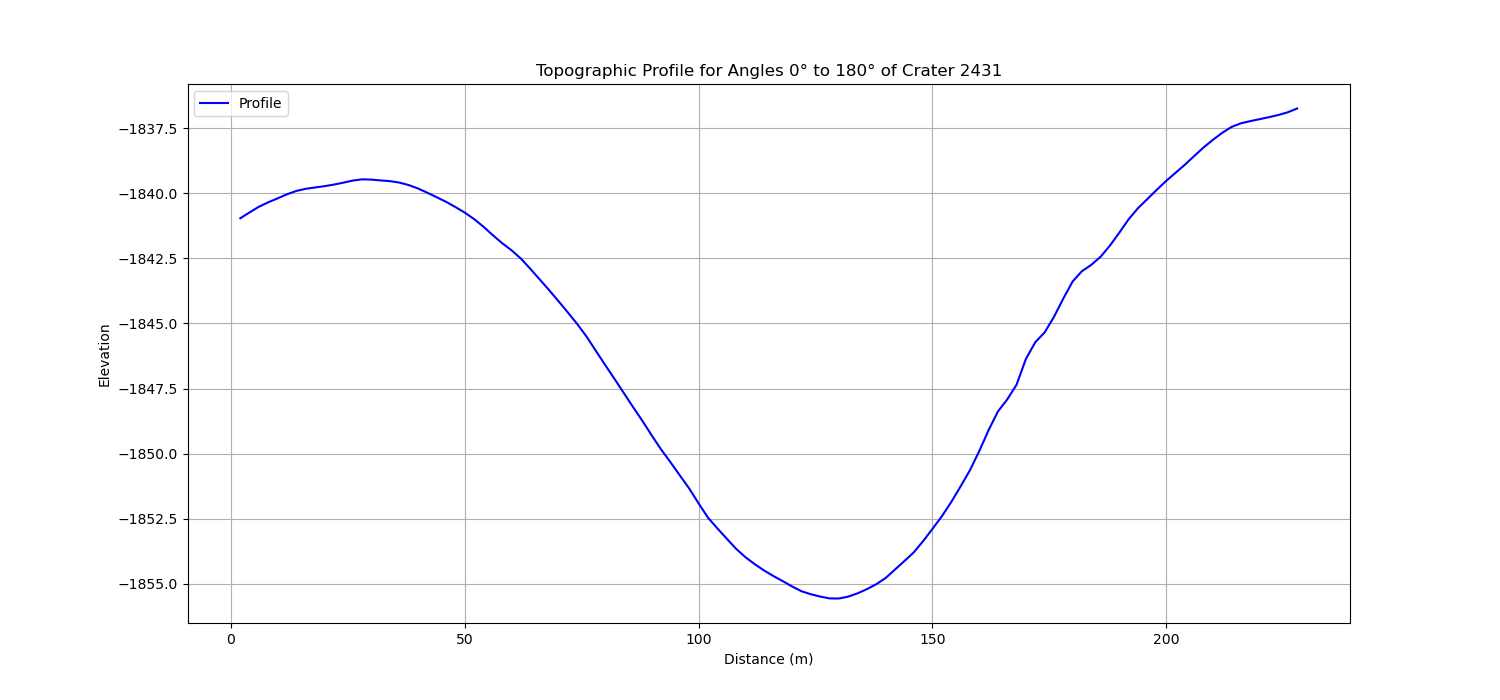 Topographic Profile for Angles 0° to 180° of Crater 2431
Profile
−1837.5
−1840.0
−1842.5
−1845.0
−1847.5
−1850.0
−1852.5
−1855.0
Elevation
0 50 100 150 200
Distance (m)